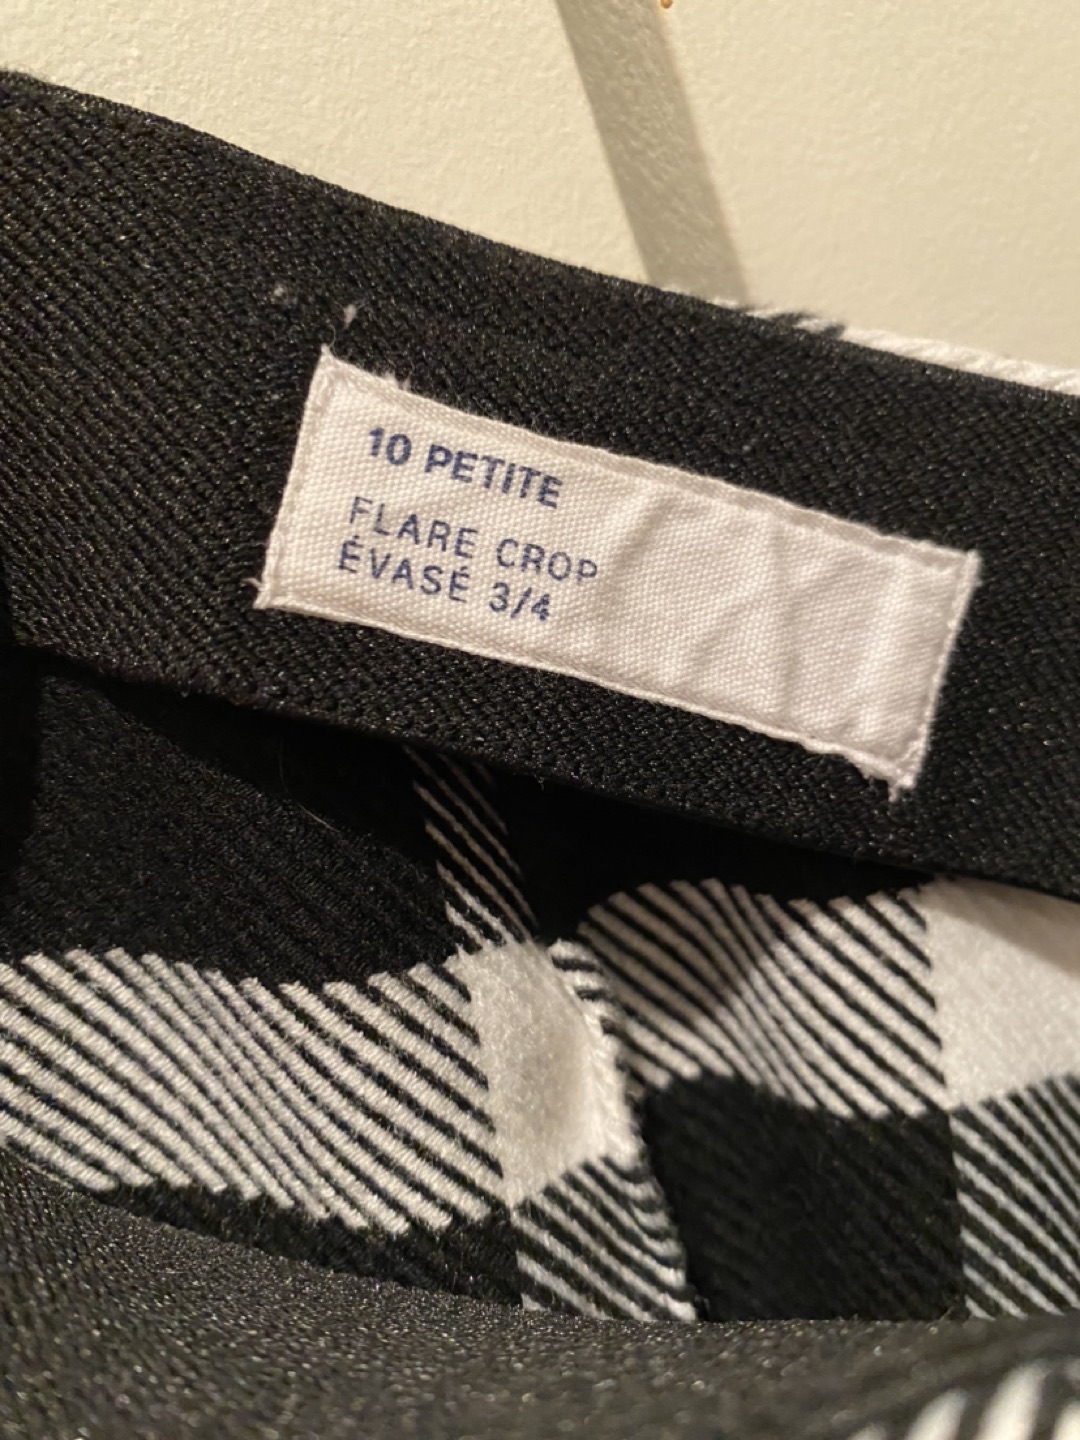 10 PETITE
FLARE CROP
ÉVASÉ 3/4